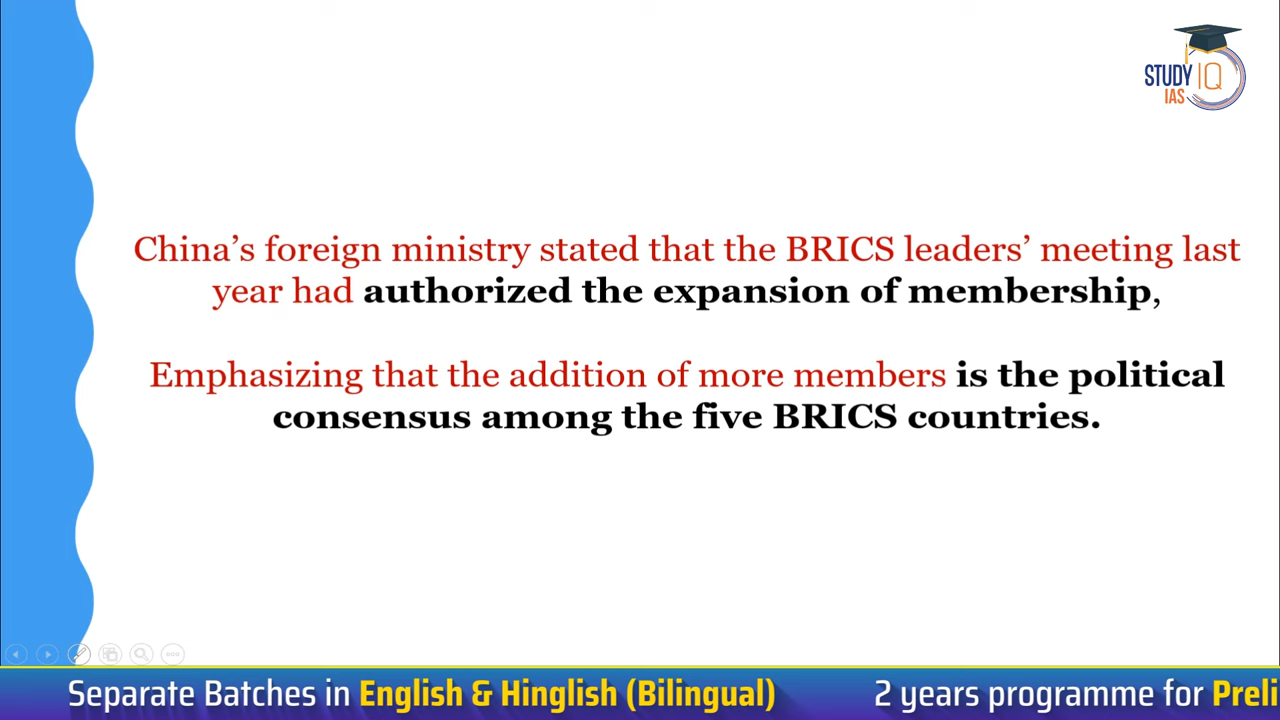 STUDY IQ
IAS
China’s foreign ministry stated that the BRICS leaders’ meeting last
year had authorized the expansion of membership,
Emphasizing that the addition of more members is the political
consensus among the five BRICS countries.
Separate Batches in English & Hinglish (Bilingual) 2 years programme for Preli